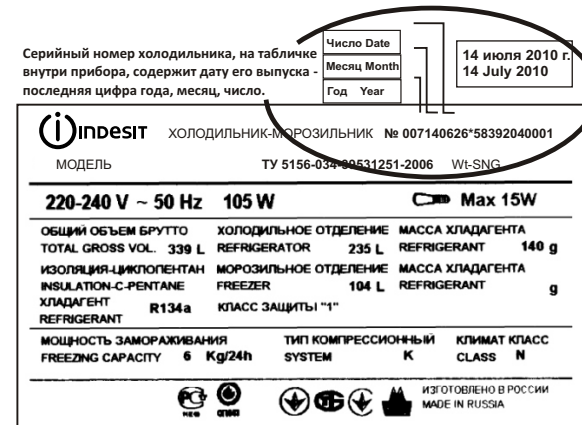 Серийный номер холодильника, на табличке
внутри прибора, содержит дату его выпуска -
последняя цифра года, месяц, число.
Число Date
Месяц Month
Год Year
14 июля 2010 г.
14 July 2010
indesit ХОЛОДИЛЬНИК-МОРОЗИЛЬНИК № 007140626*58392040001
МОДЕЛЬ ТУ 5156-034-39531251-2006 Wt-SNG
220-240 V ~ 50 Hz 105 W Max 15W
ОБЩИЙ ОБЪЕМ БРУТТО ХОЛОДИЛЬНОЕ ОТДЕЛЕНИЕ МАССА ХЛАДАГЕНТА
TOTAL GROSS VOL. 339 L REFRIGERATOR 235 L REFRIGERANT 140 g
ИЗОЛЯЦИЯ-ЦИКЛОПЕНТАН МОРОЗИЛЬНОЕ ОТДЕЛЕНИЕ МАССА ХЛАДАГЕНТА
INSULATION-C-PENTANE FREEZER 104 L REFRIGERANT g
ХЛАДАГЕНТ R134a КЛАСС ЗАЩИТЫ "1"
REFRIGERANT
МОЩНОСТЬ ЗАМОРАЖИВАНИЯ ТИП КОМПРЕССИОННЫЙ КЛИМАТ КЛАСС
FREEZING CAPACITY 6 Kg/24h SYSTEM K CLASS N
ИЗГОТОВЛЕНО В РОССИИ
MADE IN RUSSIA